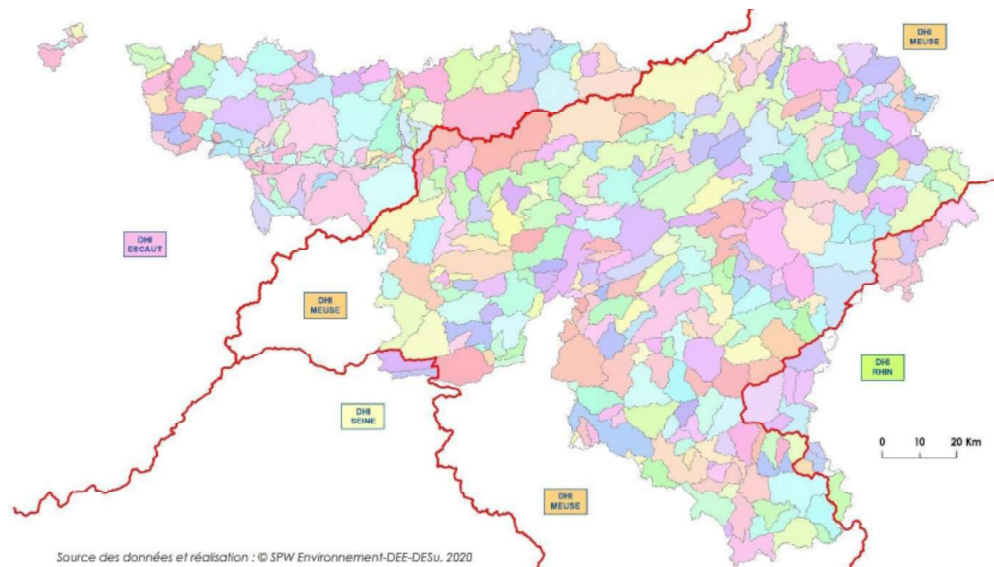 DHI
MEUSE
DHI
ESCAUT
DHI
MEUSE
DHI
RHIN
DHI
SEINE
0 10 20 Km
DHI
MEUSE
Source des données et réalisation : © SPW Environnement-DEE-DESu, 2020